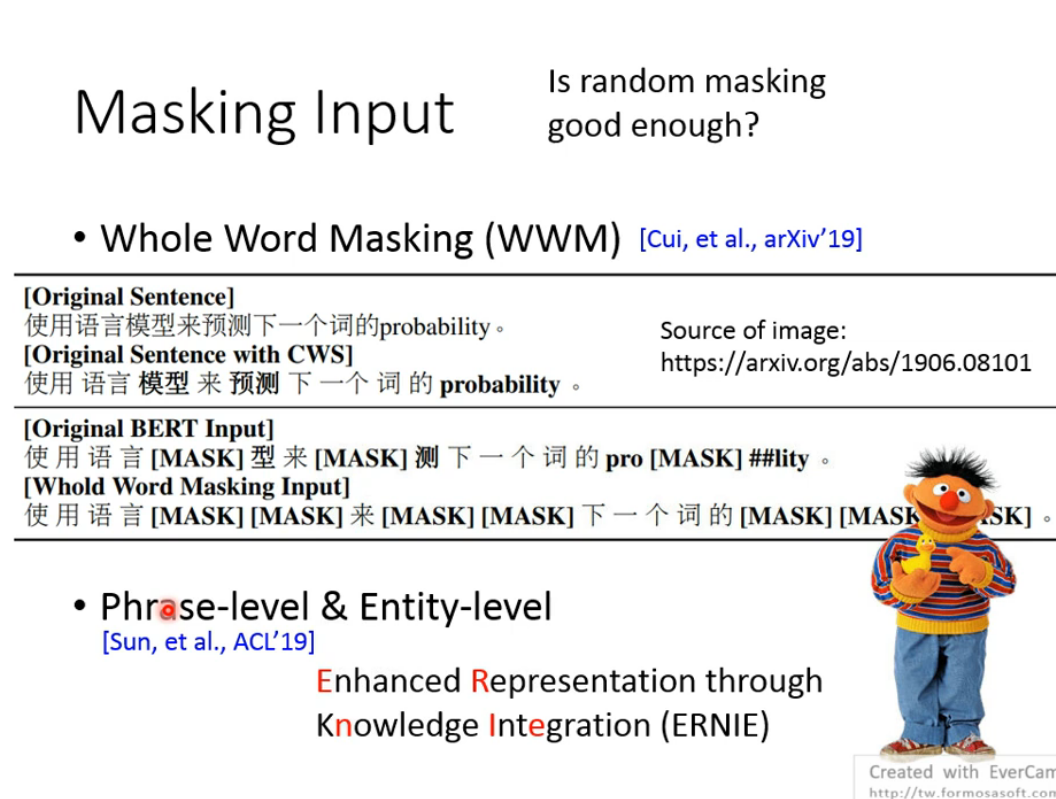 Masking Input
Is random masking
good enough?
• Whole Word Masking (WWM) [Cui, et al., arXiv'19]
[Original Sentence]
使用语言模型来预测下一个词的probability。
[Original Sentence with CWS]
使用 语言 模型 来 预测 下 一个 词 的 probability 。
Source of image:
https://arxiv.org/abs/1906.08101
[Original BERT Input]
使 用 语 言 [MASK] 型 来 [MASK] 测 下 一 个 词 的 pro [MASK] ##lity 。
[Whold Word Masking Input]
使 用 语 言 [MASK] [MASK] 来 [MASK] [MASK] 下 一 个 词 的 [MASK] [MASK SK] 。
• Phrase-level & Entity-level
[Sun, et al., ACL'19]
Enhanced Representation through
Knowledge Integration (ERNIE)
Created with EverCam
http://tw.formosasoft.com